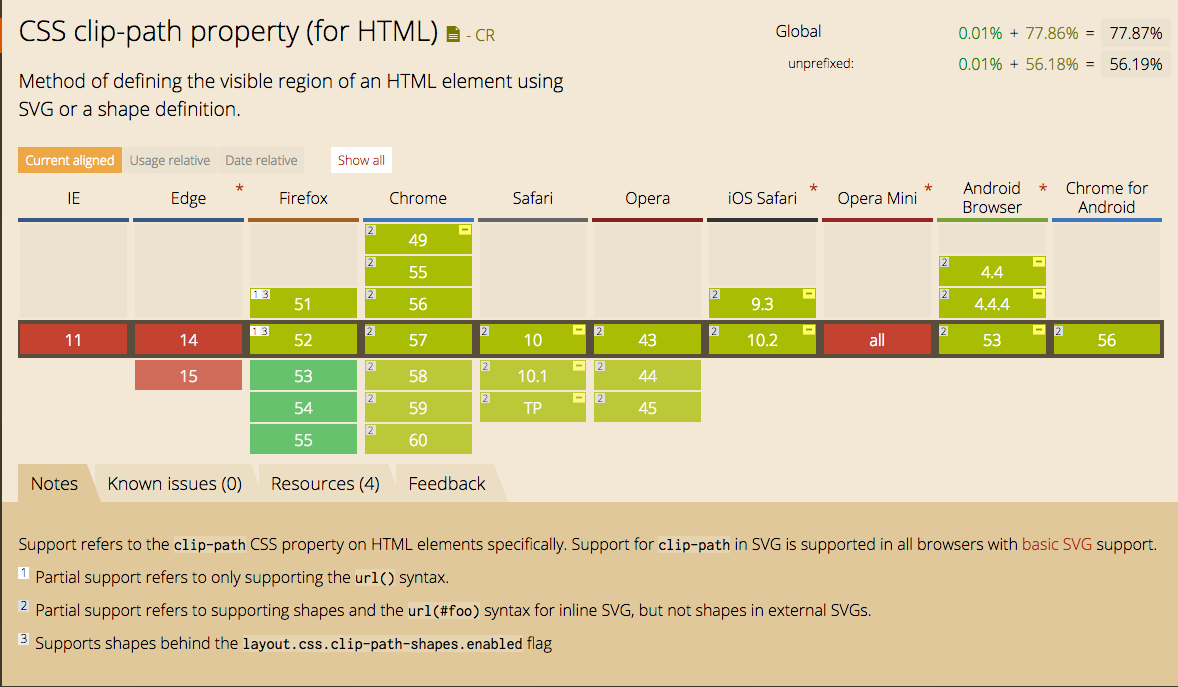 CSS clip-path property (for HTML) - CR
Global 0.01% + 77.86% = 77.87%
unprefixed: 0.01% + 56.18% = 56.19%
Method of defining the visible region of an HTML element using
SVG or a shape definition.
Current aligned Usage relative Date relative Show all
IE Edge * Firefox Chrome Safari Opera iOS Safari * Opera Mini * Android Browser * Chrome for Android
2 49 -
2 55 2 4.4 -
1 3 51 2 56 2 9.3 - 2 4.4.4 -
11 14 1 3 52 2 57 2 10 - 2 43 2 10.2 - all 2 53 - 2 56
15 53 2 58 2 10.1 - 2 44
54 2 59 2 TP - 2 45
55 2 60
Notes Known issues (0) Resources (4) Feedback
Support refers to the clip-path CSS property on HTML elements specifically. Support for clip-path in SVG is supported in all browsers with basic SVG support.
1 Partial support refers to only supporting the url() syntax.
2 Partial support refers to supporting shapes and the url(#foo) syntax for inline SVG, but not shapes in external SVGs.
3 Supports shapes behind the layout.css.clip-path-shapes.enabled flag